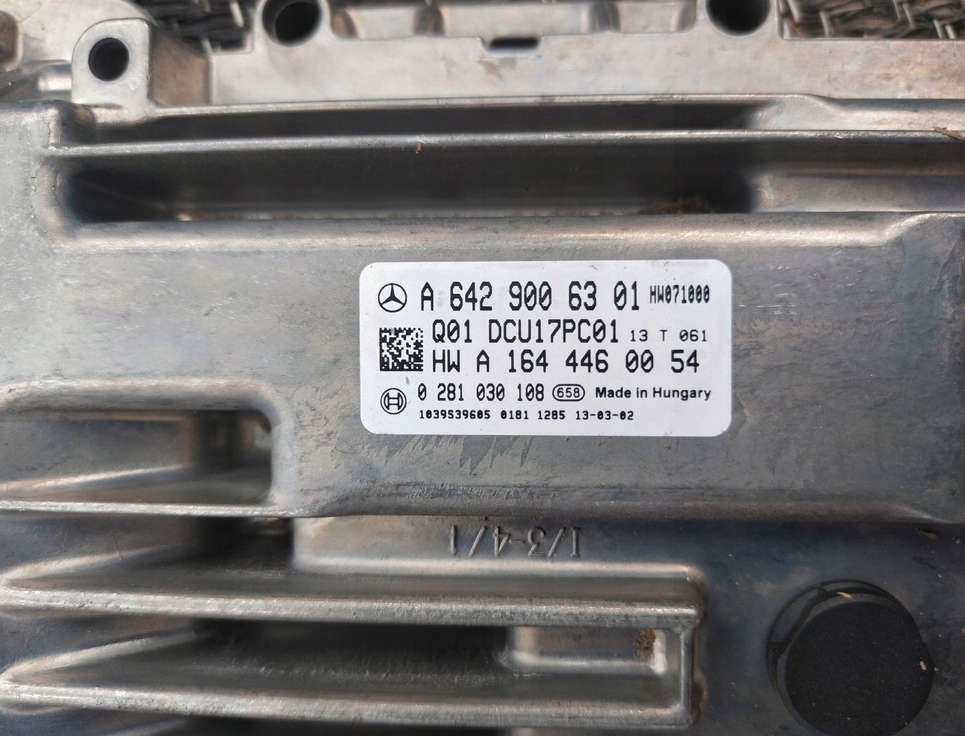 A 642 900 63 01 HW071000
Q01 DCU17PC01 13 T 061
HW A 164 446 00 54
0 281 030 108 658 Made in Hungary
1039S39605 0181 1285 13-03-02
1/3-4/1